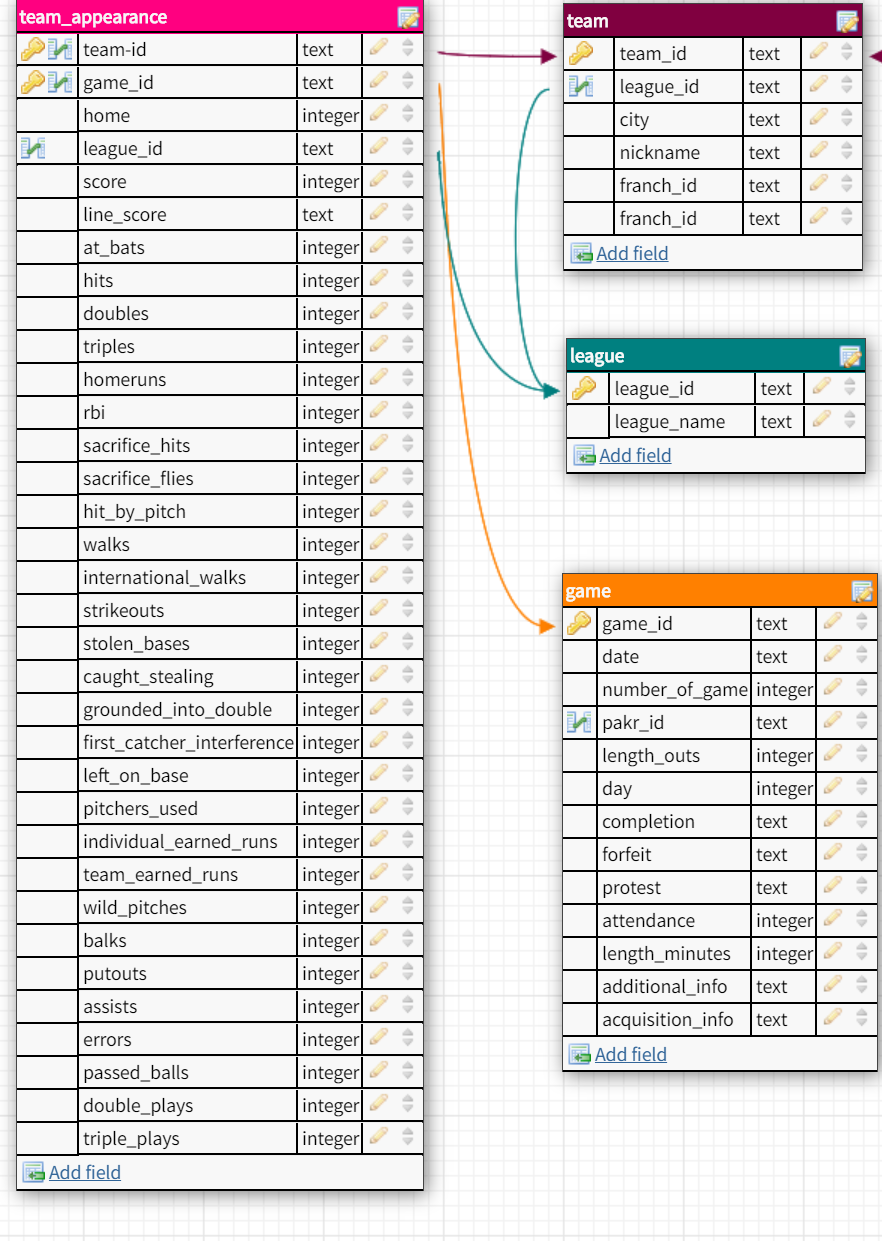 team_appearance
team-id text
game_id text
home integer
league_id text
score integer
line_score text
at_bats integer
hits integer
doubles integer
triples integer
homeruns integer
rbi integer
sacrifice_hits integer
sacrifice_flies integer
hit_by_pitch integer
walks integer
international_walks integer
strikeouts integer
stolen_bases integer
caught_stealing integer
grounded_into_double integer
first_catcher_interference integer
left_on_base integer
pitchers_used integer
individual_earned_runs integer
team_earned_runs integer
wild_pitches integer
balks integer
putouts integer
assists integer
errors integer
passed_balls integer
double_plays integer
triple_plays integer
Add field
team
team_id text
league_id text
city text
nickname text
franch_id text
franch_id text
Add field
league
league_id text
league_name text
Add field
game
game_id text
date text
number_of_game integer
pakr_id text
length_outs integer
day integer
completion text
forfeit text
protest text
attendance integer
length_minutes integer
additional_info text
acquisition_info text
Add field